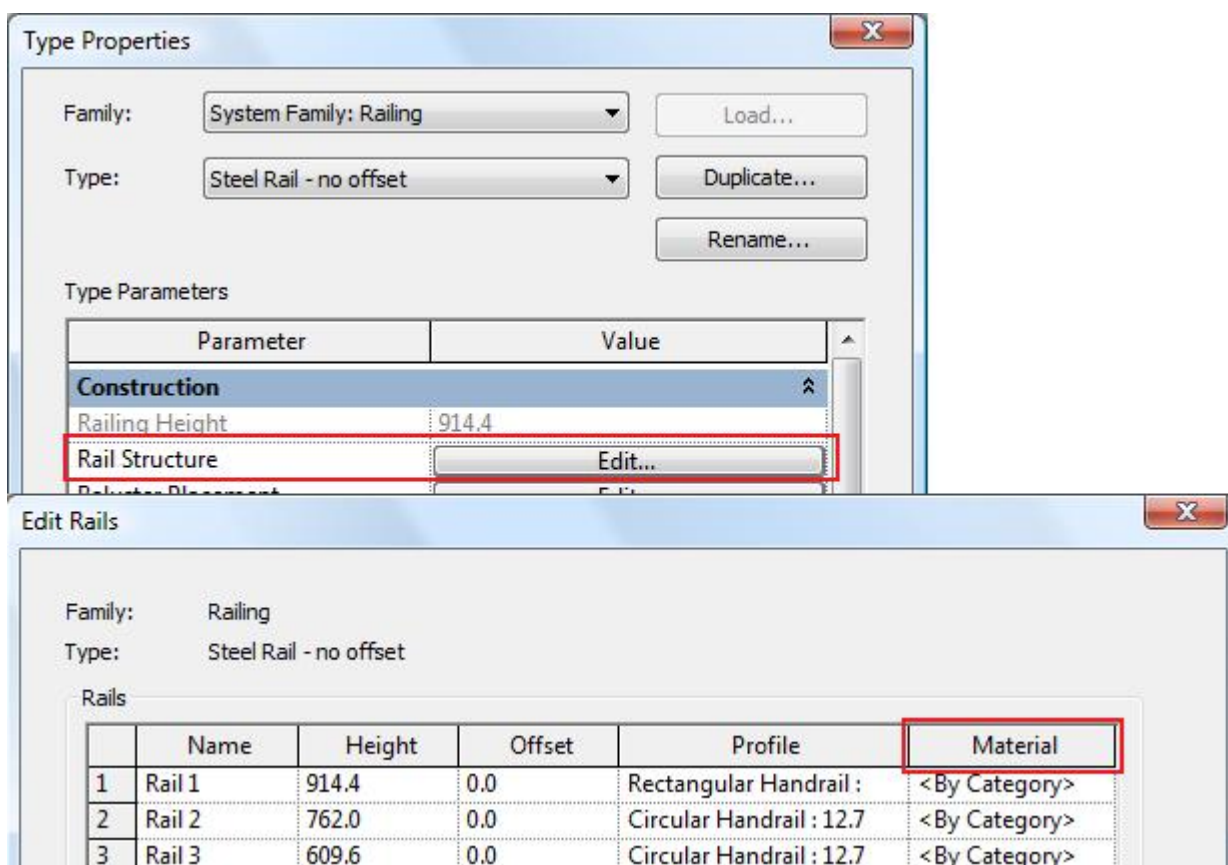 Type Properties
Family: System Family: Railing Load...
Type: Steel Rail - no offset Duplicate...
Rename...
Type Parameters
Parameter Value
Construction
Railing Height 914.4
Rail Structure Edit...
Baluster Placement Edit...
Edit Rails
Family: Railing
Type: Steel Rail - no offset
Rails
Name Height Offset Profile Material
1 Rail 1 914.4 0.0 Rectangular Handrail : <By Category>
2 Rail 2 762.0 0.0 Circular Handrail : 12.7 <By Category>
3 Rail 3 609.6 0.0 Circular Handrail : 12.7 <By Category>